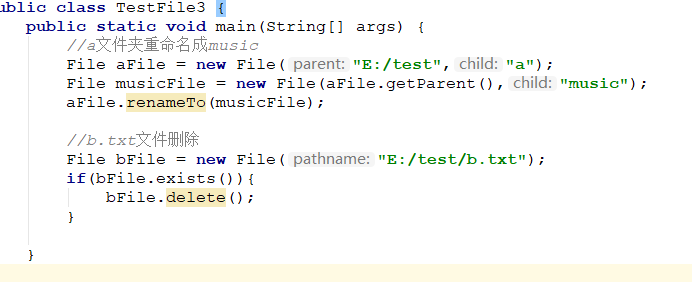 ublic class TestFile3 {
public static void main(String[] args) {
//a文件夹重命名成music
File aFile = new File( parent: "E:/test", child: "a");
File musicFile = new File(aFile.getParent(), child: "music");
aFile.renameTo(musicFile);
//b.txt文件删除
File bFile = new File( pathname: "E:/test/b.txt");
if(bFile.exists()){
bFile.delete();
}
}